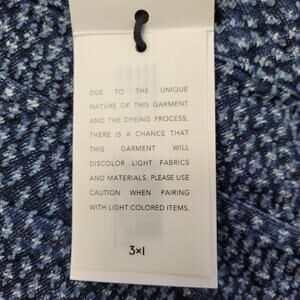 DUE TO THE UNIQUE
NATURE OF THIS GARMENT
AND THE DYEING PROCESS,
THERE IS A CHANCE THAT
THIS GARMENT WILL
DISCOLOR LIGHT FABRICS
AND MATERIALS. PLEASE USE
CAUTION WHEN PAIRING
WITH LIGHT COLORED ITEMS.
3×1